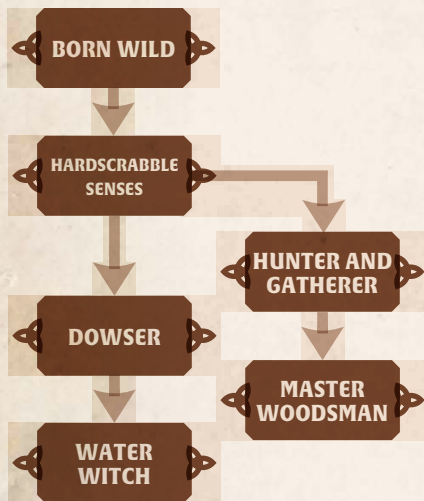 BORN WILD
HARDSCRABBLE
SENSES
HUNTER AND
GATHERER
DOWSER
MASTER
WOODSMAN
WATER
WITCH